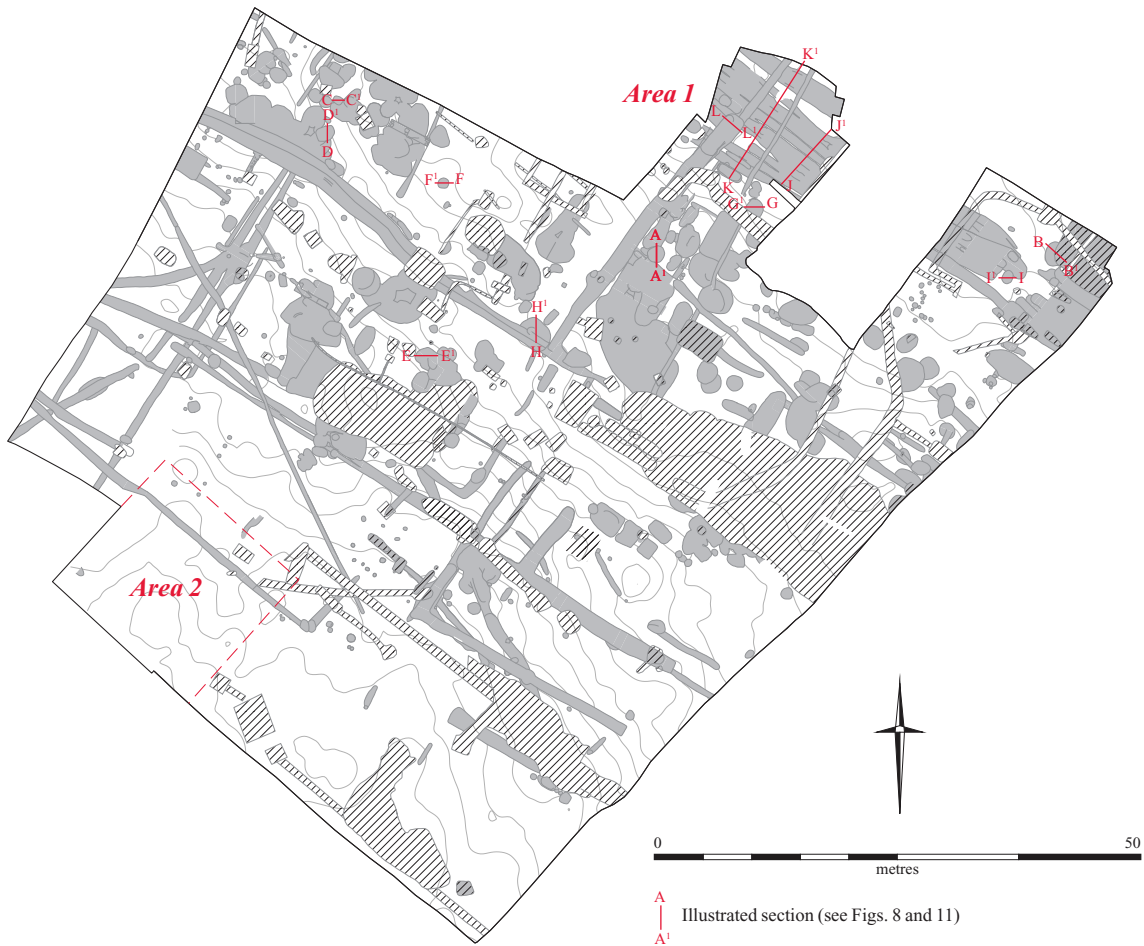 K¹
Area 1
C C¹
D¹
D
L
L¹
J¹
F¹ F
K
J
G¹ G
A
A¹
B
B¹
I¹ I
H¹
H
E E¹
Area 2
0 50
metres
A
A¹
Illustrated section (see Figs. 8 and 11)